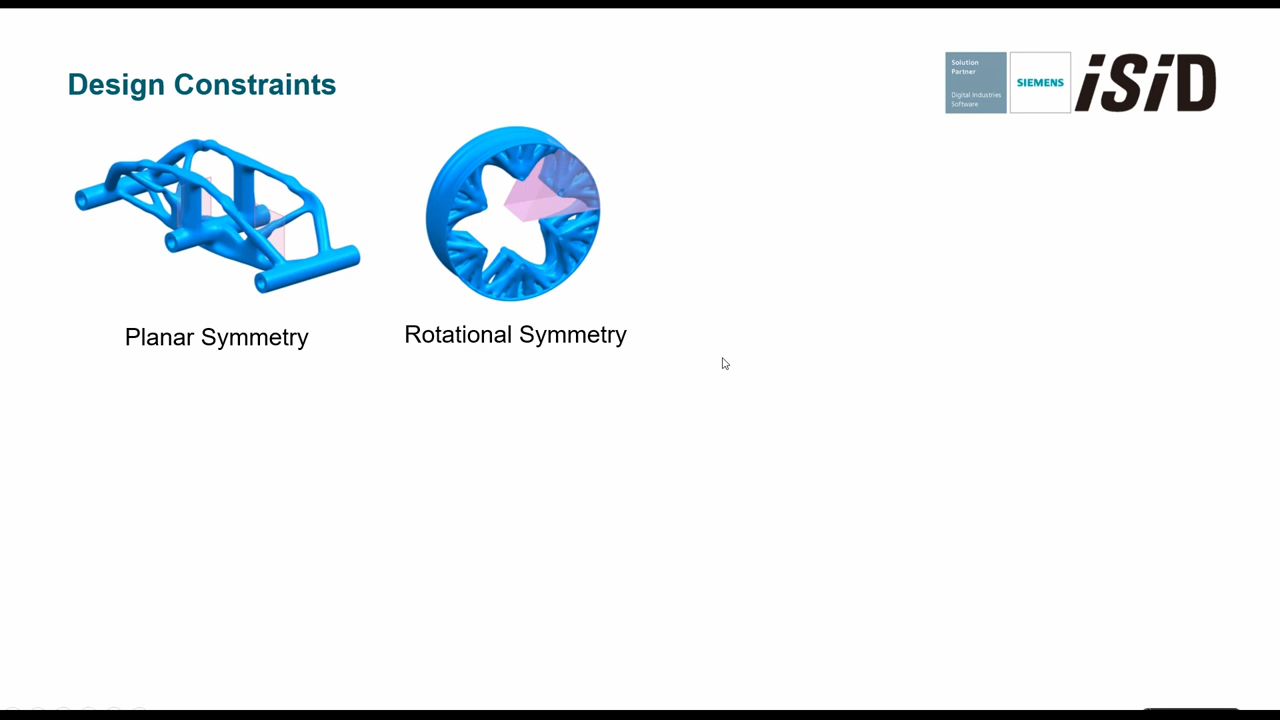 Design Constraints
Solution
Partner
Digital Industries
Software
SIEMENS
iSiD
Planar Symmetry
Rotational Symmetry